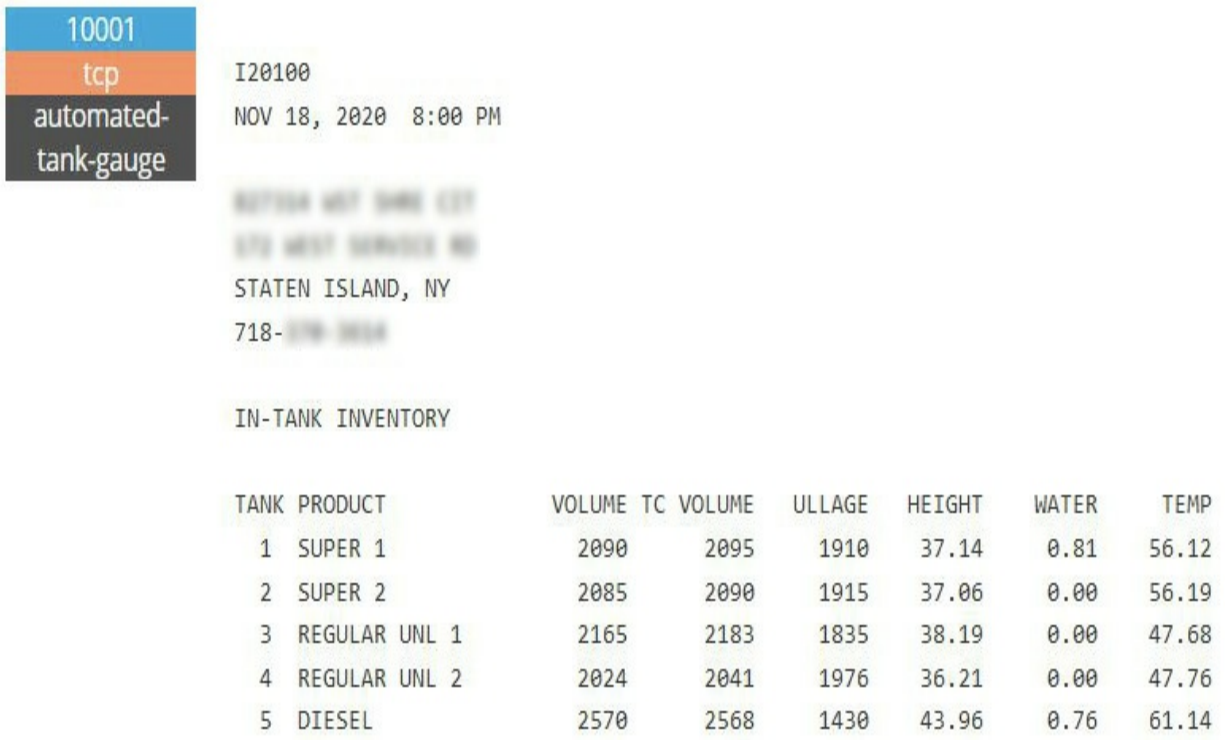 10001
tcp
automated-
tank-gauge
I20100
NOV 18, 2020  8:00 PM
STATEN ISLAND, NY
718-
IN-TANK INVENTORY
TANK PRODUCT VOLUME TC VOLUME ULLAGE HEIGHT WATER TEMP
1 SUPER 1 2090 2095 1910 37.14 0.81 56.12
2 SUPER 2 2085 2090 1915 37.06 0.00 56.19
3 REGULAR UNL 1 2165 2183 1835 38.19 0.00 47.68
4 REGULAR UNL 2 2024 2041 1976 36.21 0.00 47.76
5 DIESEL 2570 2568 1430 43.96 0.76 61.14